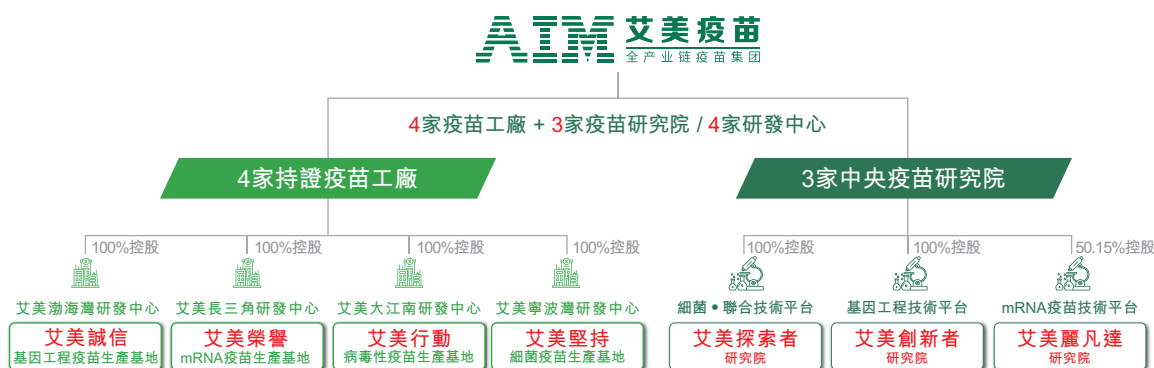 AIM 艾美疫苗
全产业链疫苗集团
4家疫苗工廠 + 3家疫苗研究院 / 4家研發中心
4家持證疫苗工廠
3家中央疫苗研究院
100%控股
100%控股
100%控股
100%控股
100%控股
100%控股
50.15%控股
艾美渤海灣研發中心
艾美長三角研發中心
艾美大江南研發中心
艾美寧波灣研發中心
細菌•聯合技術平台
基因工程技術平台
mRNA疫苗技術平台
艾美誠信
基因工程疫苗生產基地
艾美榮譽
mRNA疫苗生產基地
艾美行動
病毒性疫苗生產基地
艾美堅持
細菌疫苗生產基地
艾美探索者
研究院
艾美創新者
研究院
艾美麗凡達
研究院